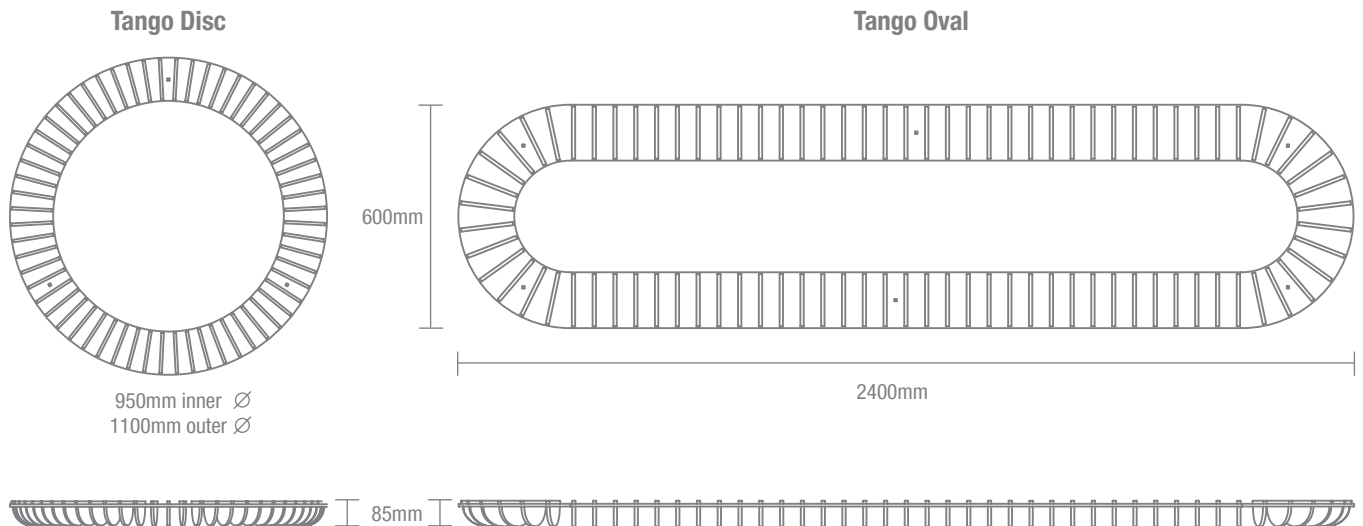 Tango Disc
Tango Oval
600mm
2400mm
950mm inner ∅
1100mm outer ∅
85mm